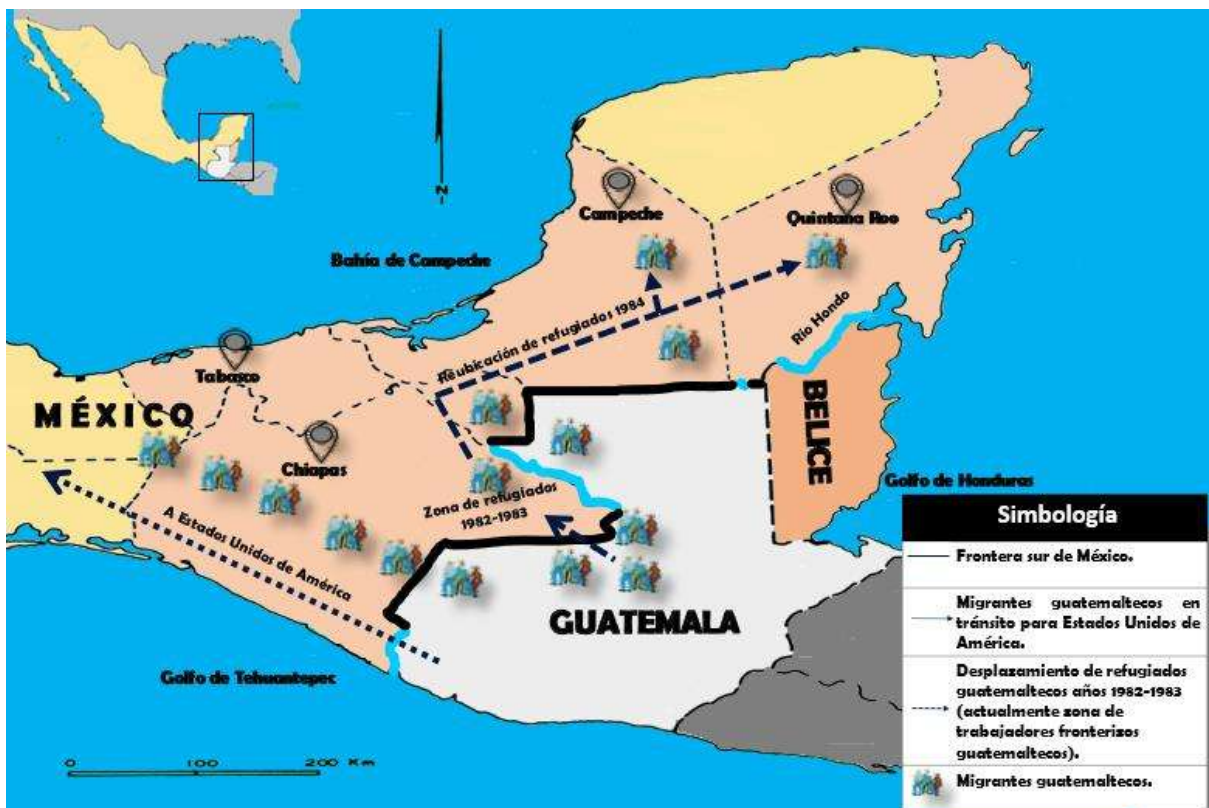 N
Campeche
Quintana Roo
Bahía de Campeche
Río Hondo
Reubicación de refugiados 1984
Tabasco
MÉXICO
BELICE
Chiapas
Golfo de Honduras
Zona de refugiados
1982-1983
A Estados Unidos de América
GUATEMALA
Golfo de Tehuantepec
0 100 200 Km
Simbología
Frontera sur de México.
Migrantes guatemaltecos en
tránsito para Estados Unidos de
América.
Desplazamiento de refugiados
guatemaltecos años 1982-1983
(actualmente zona de
trabajadores fronterizos
guatemaltecos).
Migrantes guatemaltecos.